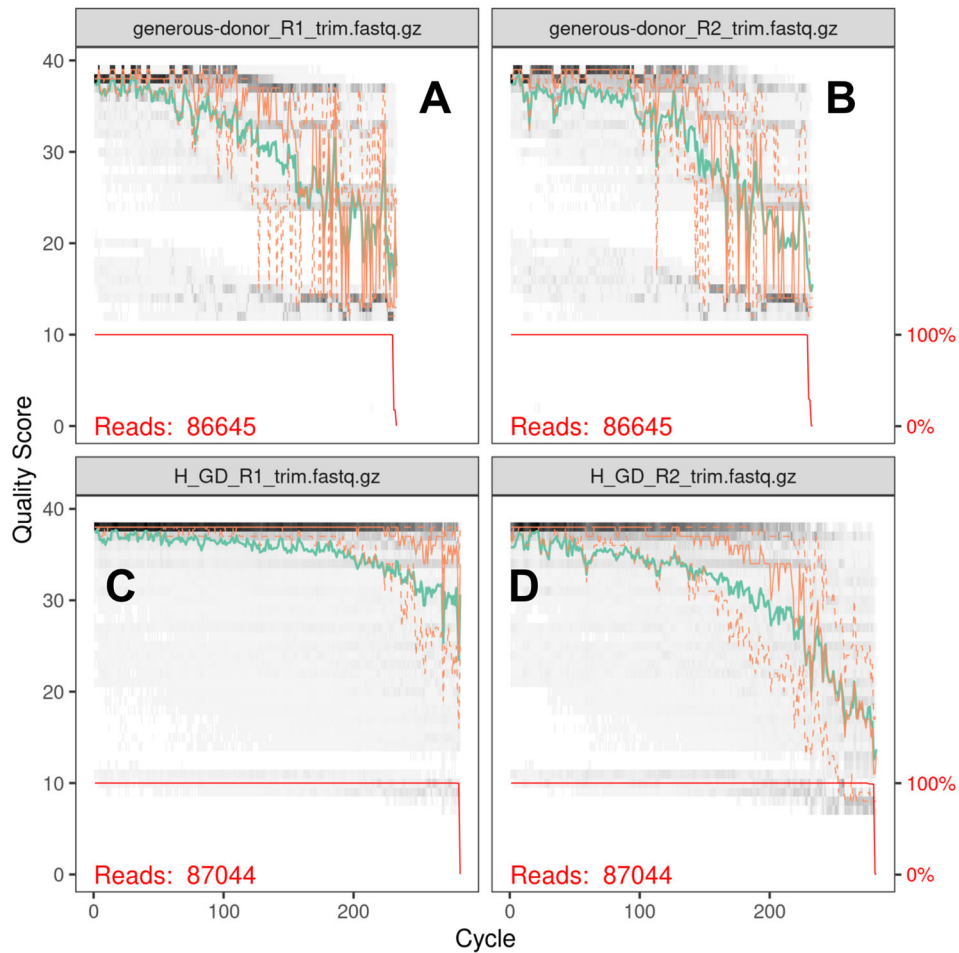 generous-donor_R1_trim.fastq.gz
generous-donor_R2_trim.fastq.gz
40
30
20
10
0
A
B
100%
0%
Reads: 86645
Reads: 86645
Quality Score
H_GD_R1_trim.fastq.gz
H_GD_R2_trim.fastq.gz
40
30
20
10
0
C
D
100%
0%
Reads: 87044
Reads: 87044
0
100
200
0
100
200
Cycle